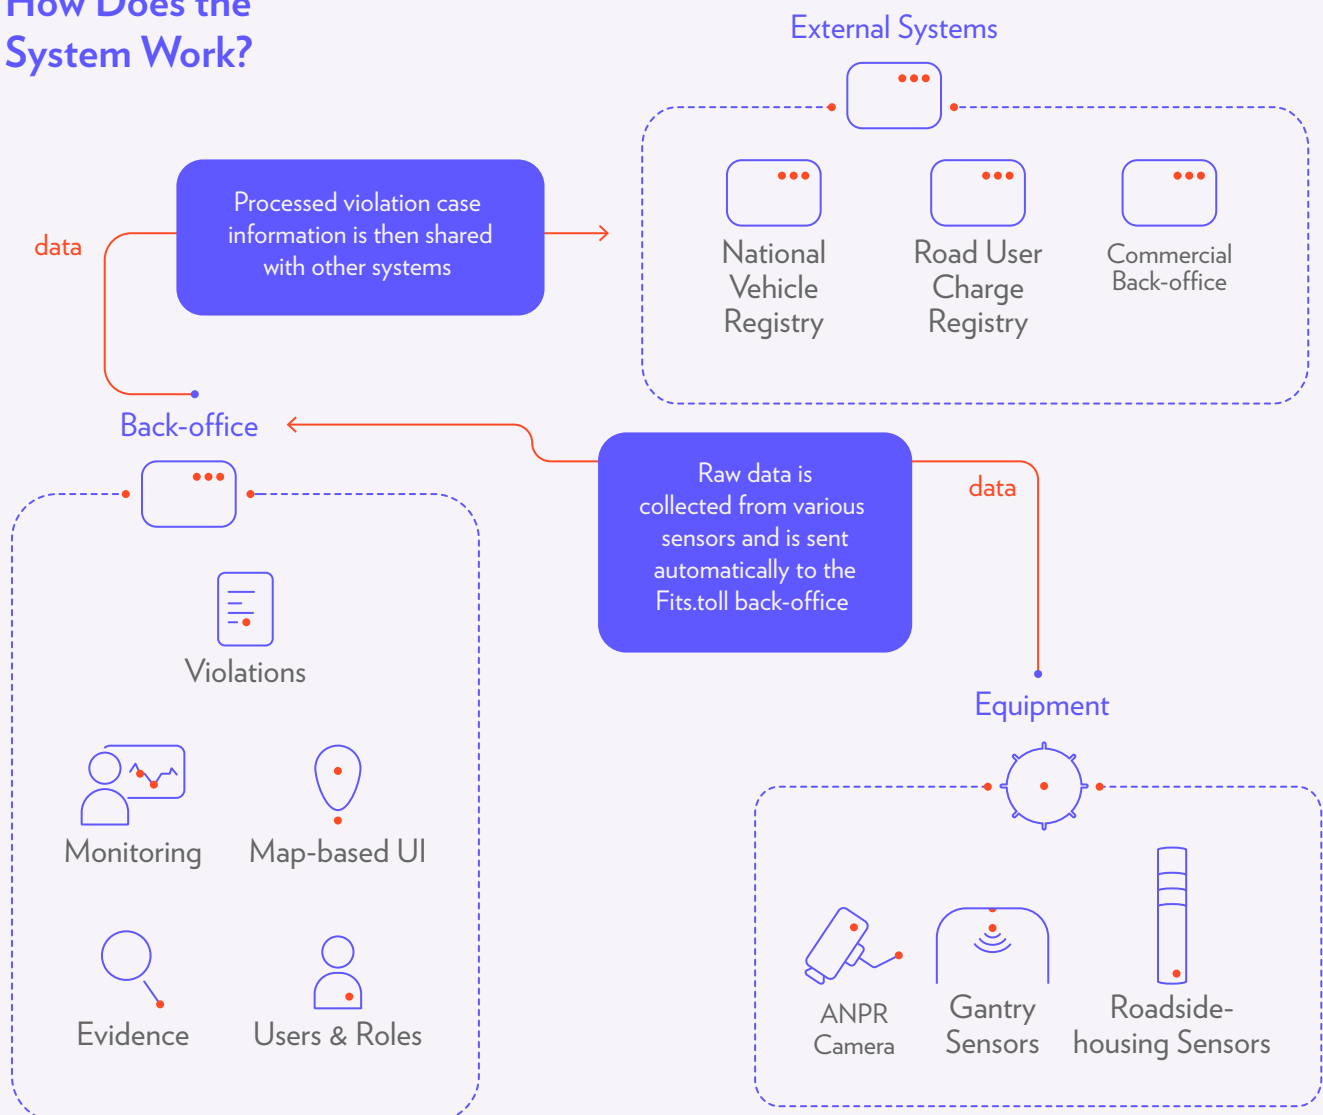 How Does the
System Work?
External Systems
Processed violation case
information is then shared
with other systems
data
National
Vehicle
Registry
Road User
Charge
Registry
Commercial
Back-office
Back-office
Raw data is
collected from various
sensors and is sent
automatically to the
Fits.toll back-office
data
Violations
Monitoring
Map-based UI
Evidence
Users & Roles
Equipment
ANPR
Camera
Gantry
Sensors
Roadside-
housing Sensors